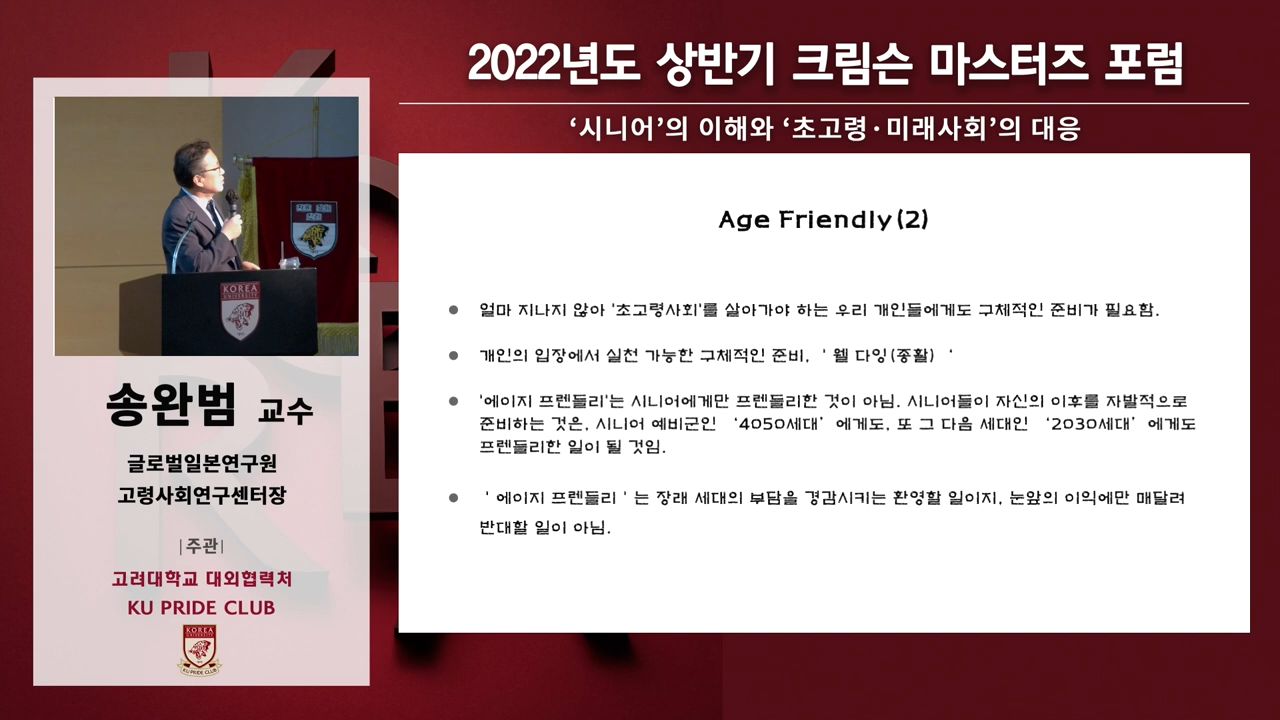 2022년도 상반기 크림슨 마스터즈 포럼
‘시니어’의 이해와 ‘초고령·미래사회’의 대응
KOREA
UNIVERSITY
송완범 교수
글로벌일본연구원
고령사회연구센터장
|주관|
고려대학교 대외협력처
KU PRIDE CLUB
KOREA
UNIVERSITY
KU PRIDE CLUB
Age Friendly(2)
● 얼마 지나지 않아 '초고령사회'를 살아가야 하는 우리 개인들에게도 구체적인 준비가 필요함.
● 개인의 입장에서 실천 가능한 구체적인 준비, ' 웰 다잉(종활) ‘
● '에이지 프렌들리'는 시니어에게만 프렌들리한 것이 아님. 시니어들이 자신의 이후를 자발적으로
준비하는 것은, 시니어 예비군인 ‘4050세대’ 에게도, 또 그 다음 세대인 ‘2030세대’ 에게도
프렌들리한 일이 될 것임.
● ' 에이지 프렌들리 ' 는 장래 세대의 부담을 경감시키는 환영할 일이지, 눈앞의 이익에만 매달려
반대할 일이 아님.